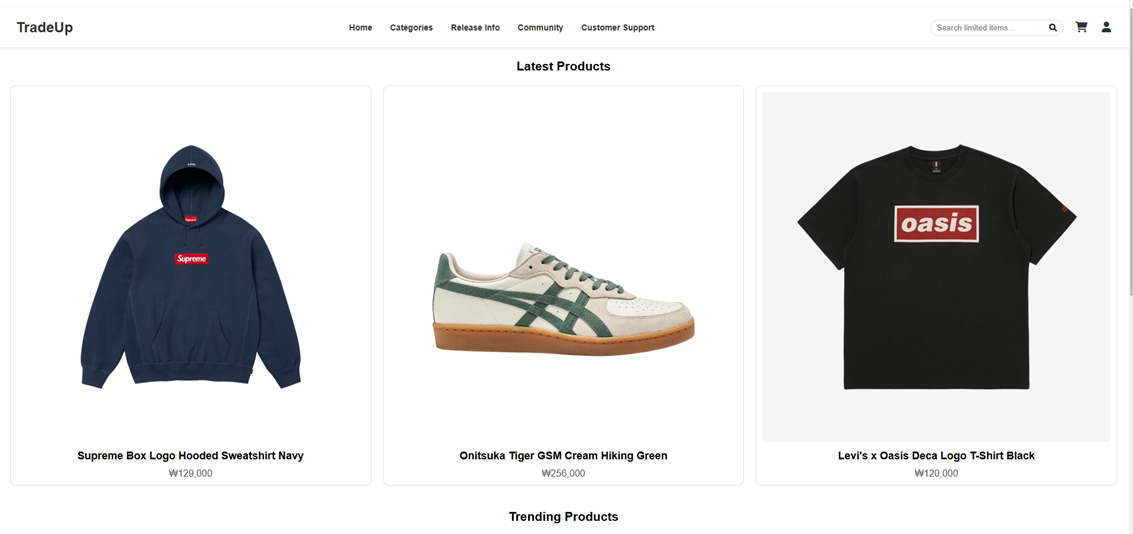 TradeUp
Home Categories Release Info Community Customer Support
Search limited items...
Latest Products
Supreme
Supreme
oasis
Supreme Box Logo Hooded Sweatshirt Navy
₩129,000
Onitsuka Tiger GSM Cream Hiking Green
₩256,000
Levi's x Oasis Deca Logo T-Shirt Black
₩120,000
Trending Products